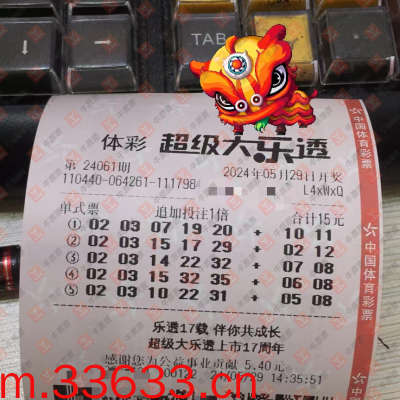 TAB
体彩 超级大乐透
第 24061期 2024年05月29日开奖
110440-064261-111798 L4xWxQ
单式票 追加投注1倍 合计15元
① 02 03 07 19 20 + 10 11
② 02 03 15 17 29 + 02 12
③ 02 03 14 22 32 + 07 08
④ 02 03 15 32 35 + 06 08
⑤ 02 03 10 22 31 + 05 08
乐透17载 伴你共成长
超级大乐透上市17周年
感谢您为公益事业贡献 5.40元
14:35:51
m.33633.cn
中国体育彩票
中国体育彩票